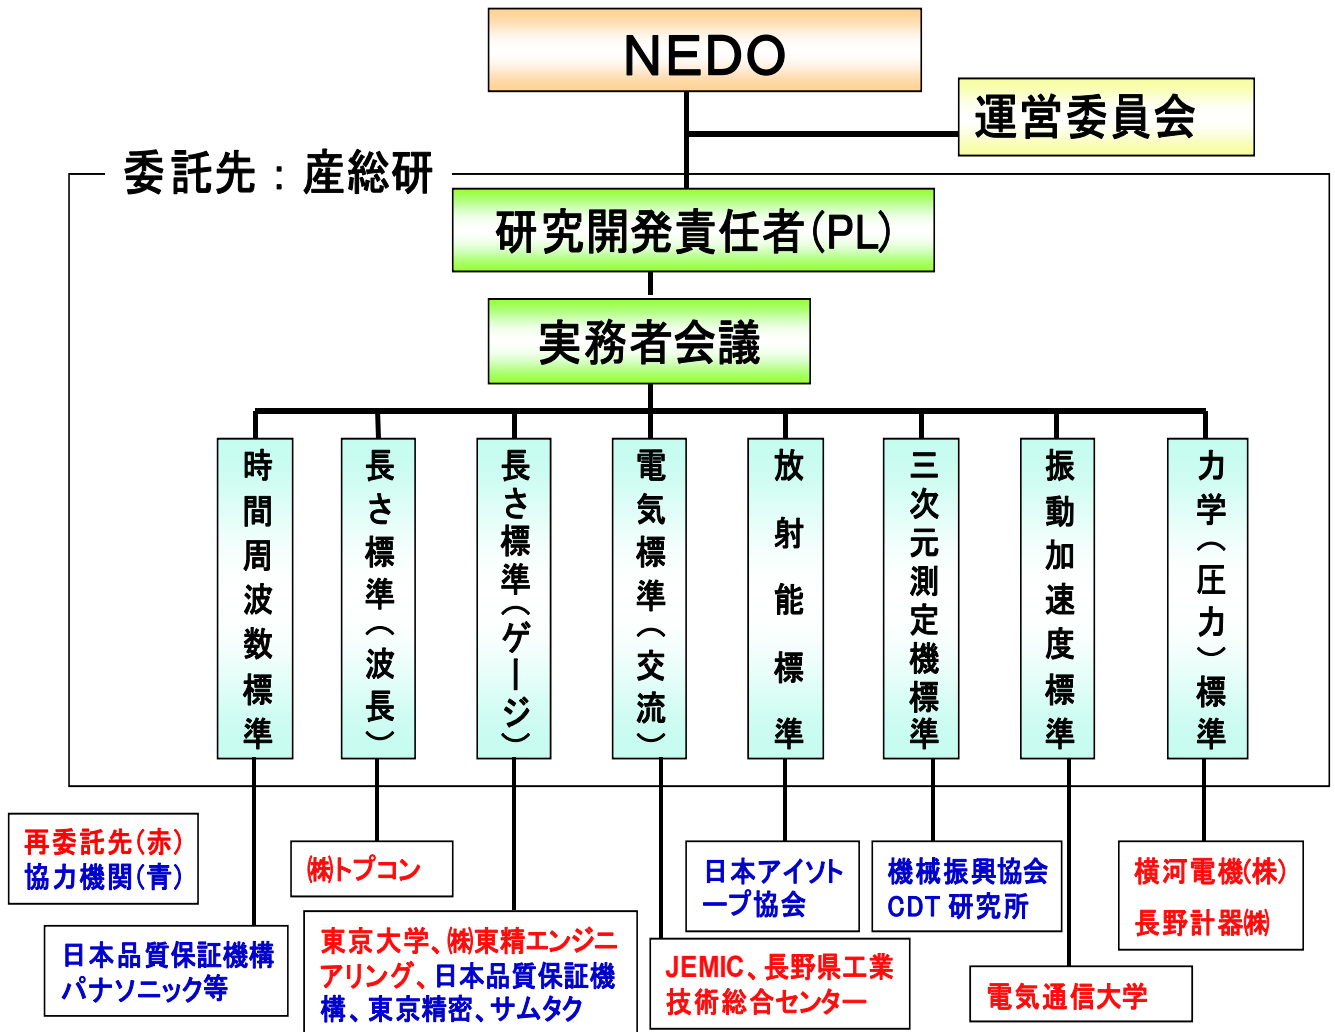 NEDO
運営委員会
委託先：産総研
研究開発責任者(PL)
実務者会議
時間周波数標準
長さ標準(波長)
長さ標準(ゲージ)
電気標準(交流)
放射能標準
三次元測定機標準
振動加速度標準
力学(圧力)標準
再委託先(赤)
協力機関(青)
日本品質保証機構
パナソニック等
㈱トプコン
東京大学、㈱東精エンジニ
アリング、日本品質保証機
構、東京精密、サムタク
JEMIC、長野県工業
技術総合センター
日本アイソト
ープ協会
機械振興協会
CDT 研究所
電気通信大学
横河電機(株)
長野計器㈱